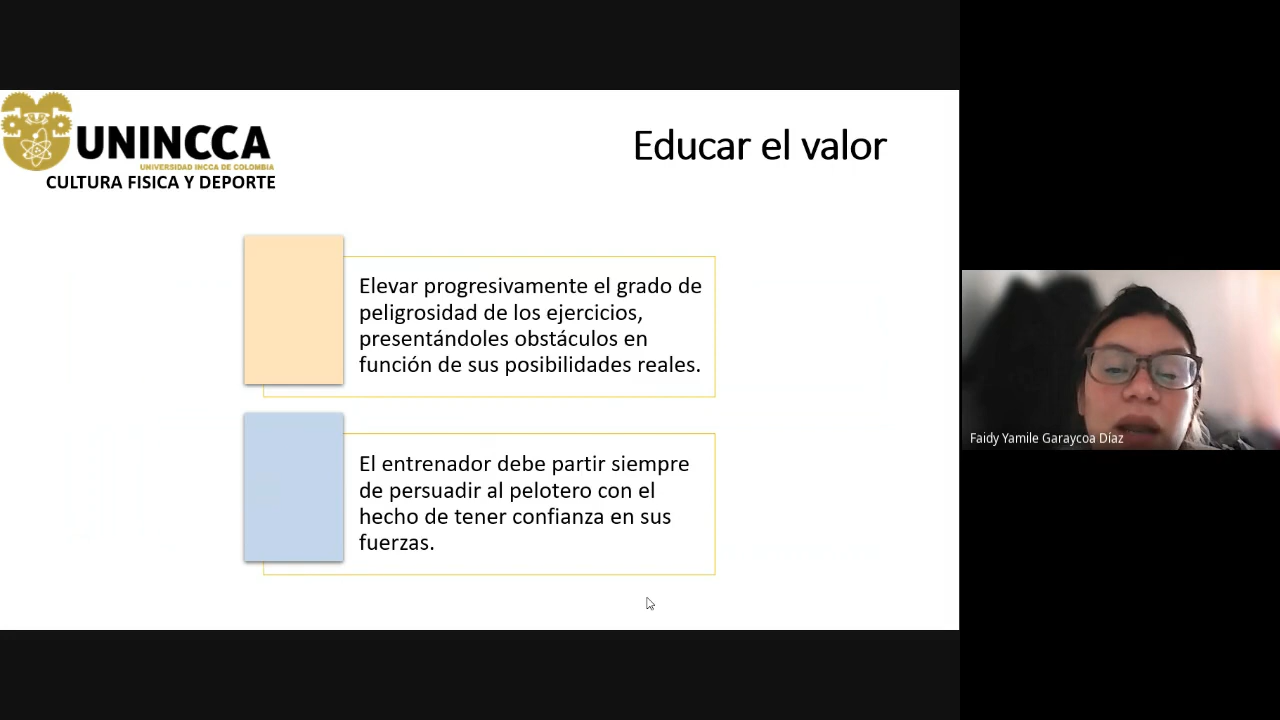 UNINCCA
UNIVERSIDAD INCCA DE COLOMBIA
CULTURA FISICA Y DEPORTE
Educar el valor
Elevar progresivamente el grado de
peligrosidad de los ejercicios,
presentándoles obstáculos en
función de sus posibilidades reales.
El entrenador debe partir siempre
de persuadir al pelotero con el
hecho de tener confianza en sus
fuerzas.
Faidy Yamile Garaycoa Díaz